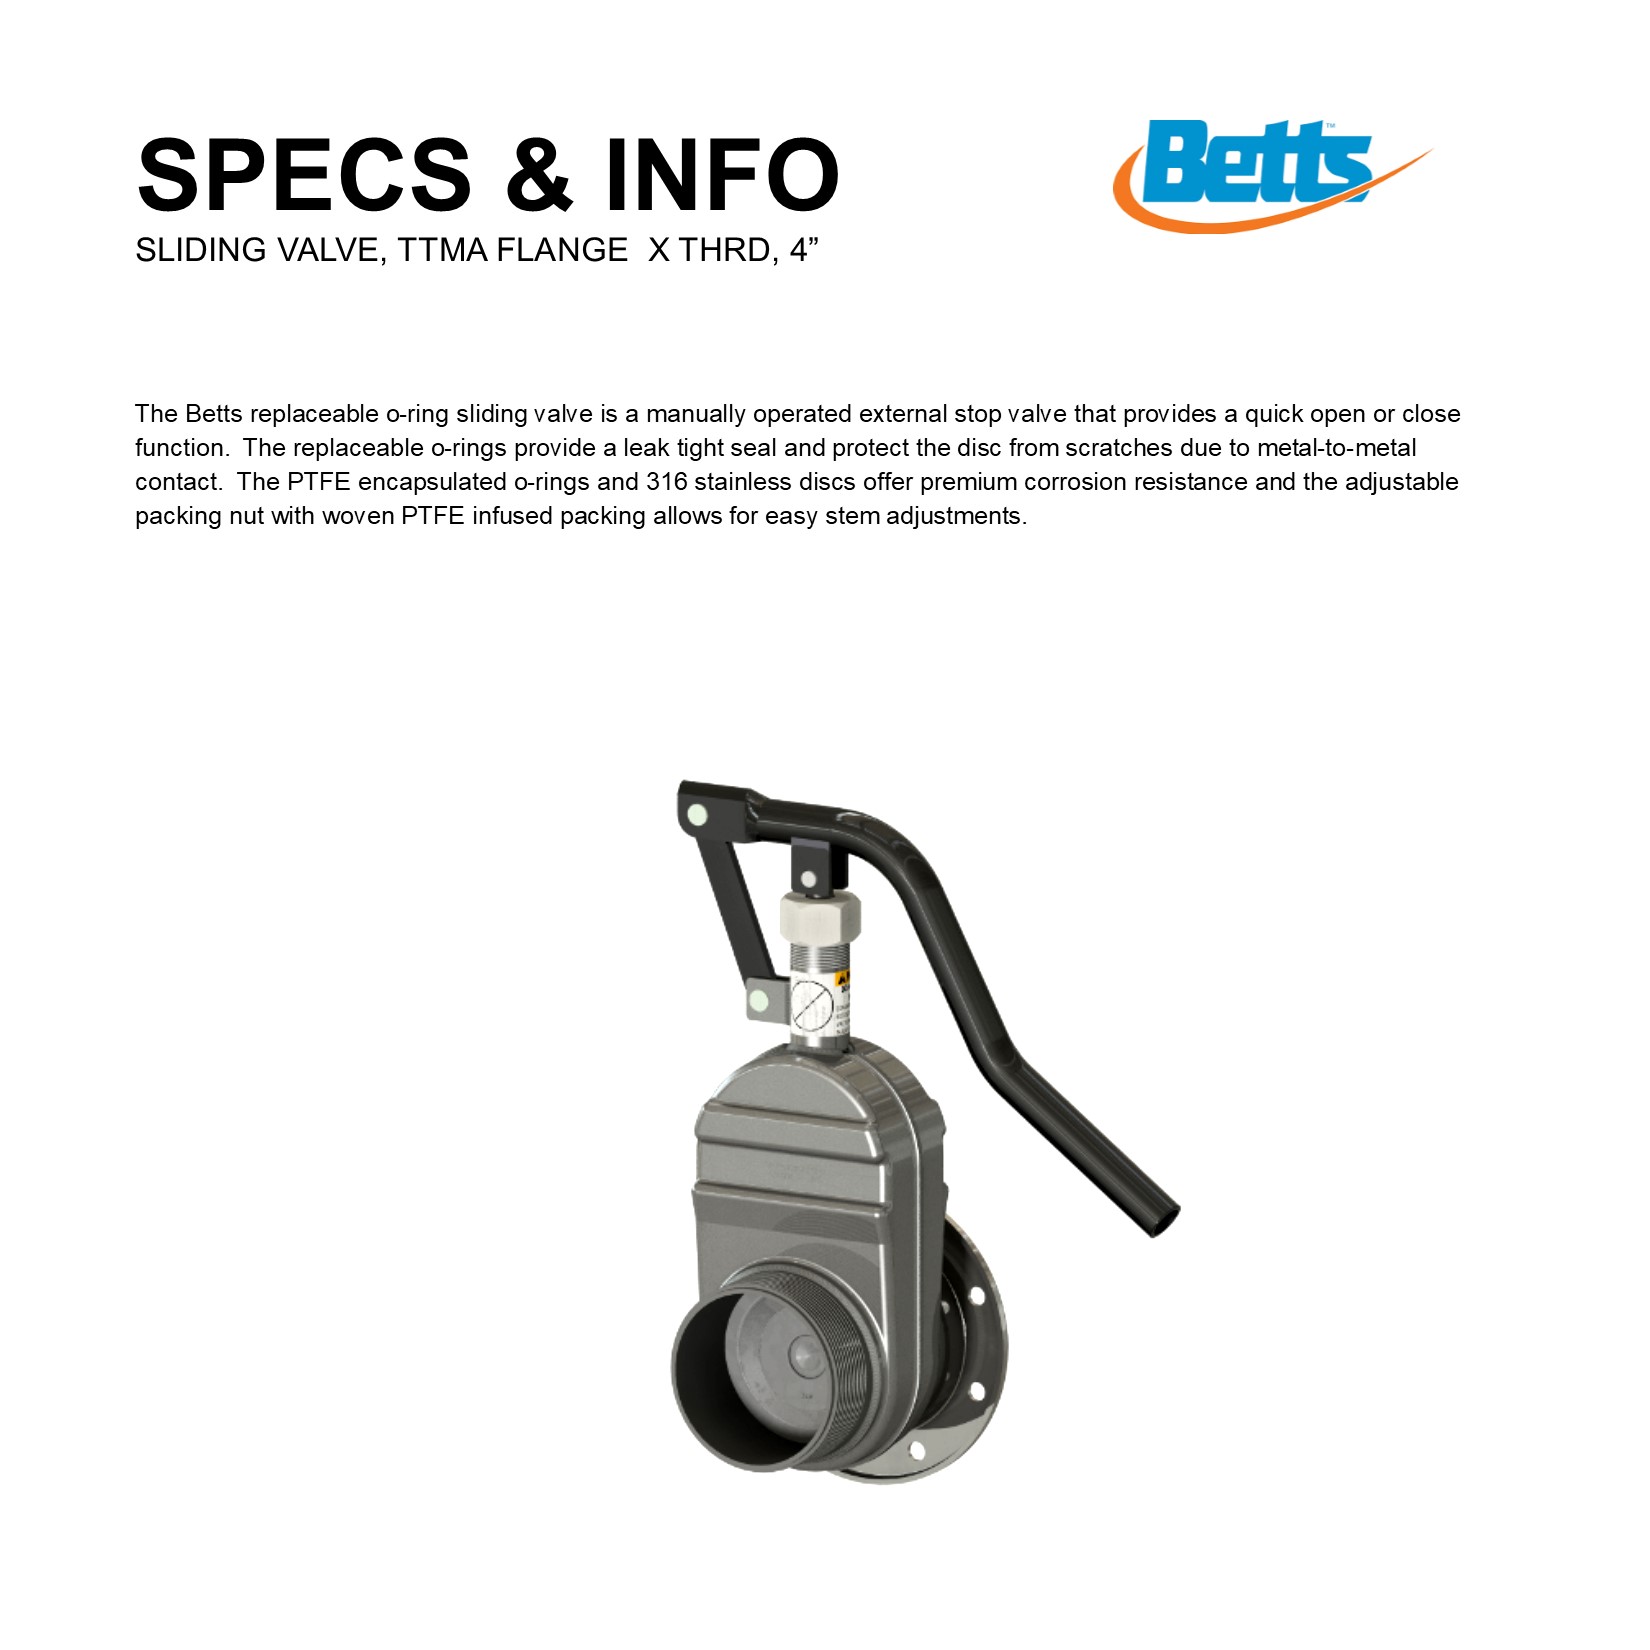 SPECS & INFO
Betts™
SLIDING VALVE, TTMA FLANGE  X THRD, 4”
The Betts replaceable o-ring sliding valve is a manually operated external stop valve that provides a quick open or close
function.  The replaceable o-rings provide a leak tight seal and protect the disc from scratches due to metal-to-metal
contact.  The PTFE encapsulated o-rings and 316 stainless discs offer premium corrosion resistance and the adjustable
packing nut with woven PTFE infused packing allows for easy stem adjustments.